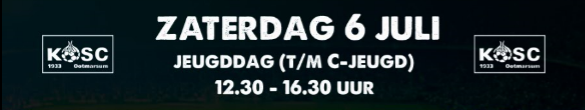 ZATERDAG 6 JULI
KOSC
1933 Ootmarsum
JEUGDDAG (T/M C-JEUGD)
KOSC
1933 Ootmarsum
12.30 - 16.30 UUR